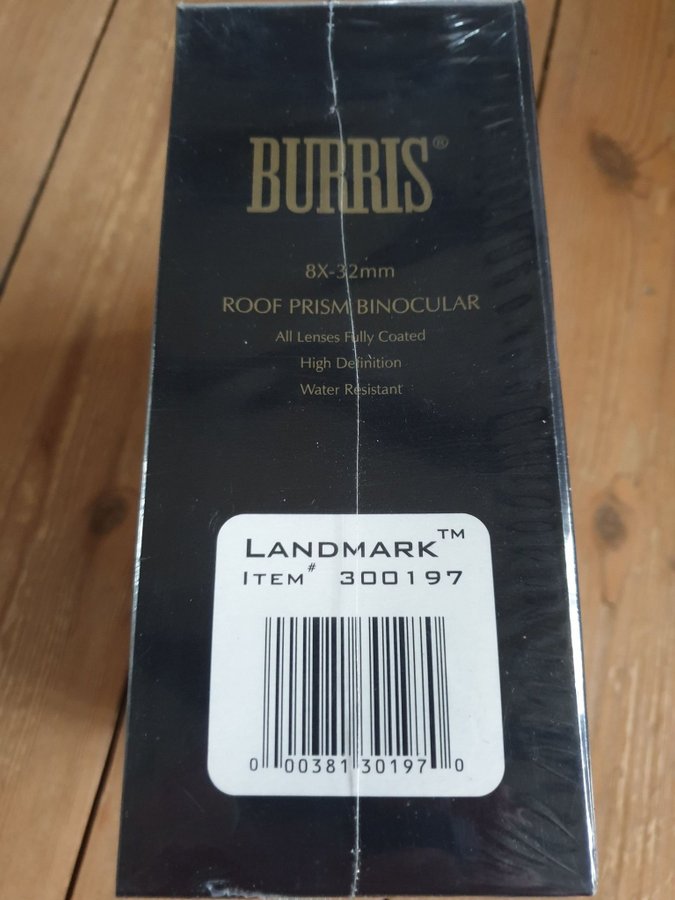 BURRIS®
8X-32mm
ROOF PRISM BINOCULAR
All Lenses Fully Coated
High Definition
Water Resistant
LANDMARK™
ITEM# 300197
0 00381 30197 0